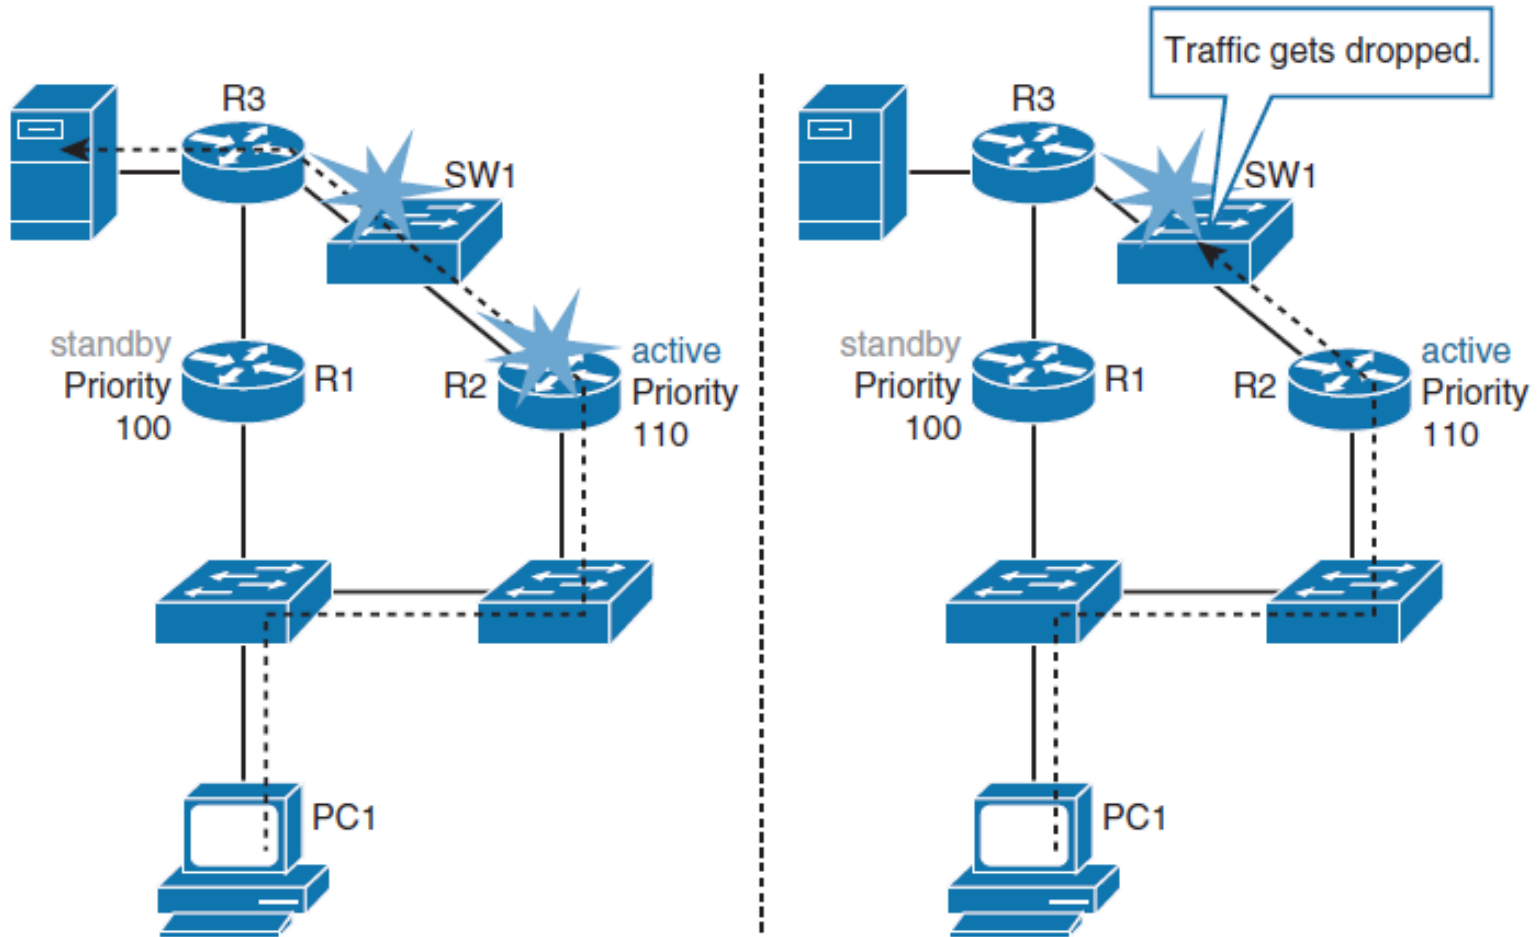 R3
SW1
standby
Priority
100
R1
R2
active
Priority
110
PC1
Traffic gets dropped.
R3
SW1
standby
Priority
100
R1
R2
active
Priority
110
PC1